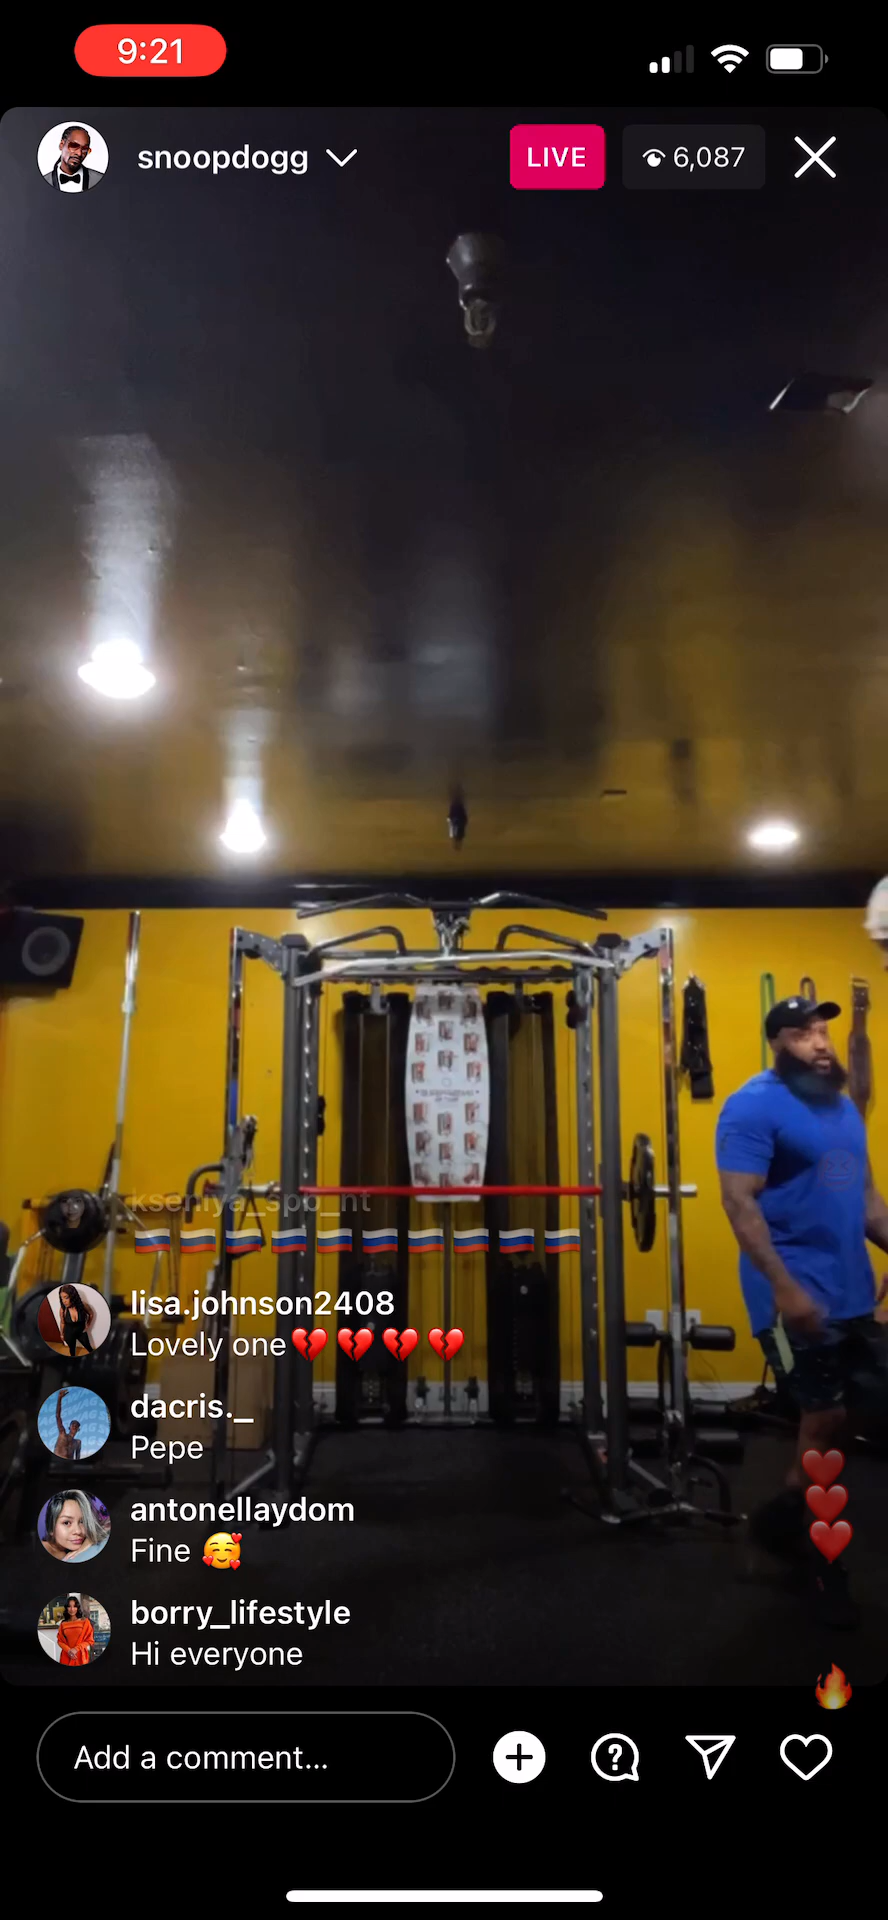 9:21
snoopdogg
LIVE
6,087
kseniya_spb_nt
lisa.johnson2408
Lovely one
dacris._
Pepe
antonellaydom
Fine
borry_lifestyle
Hi everyone
Add a comment...